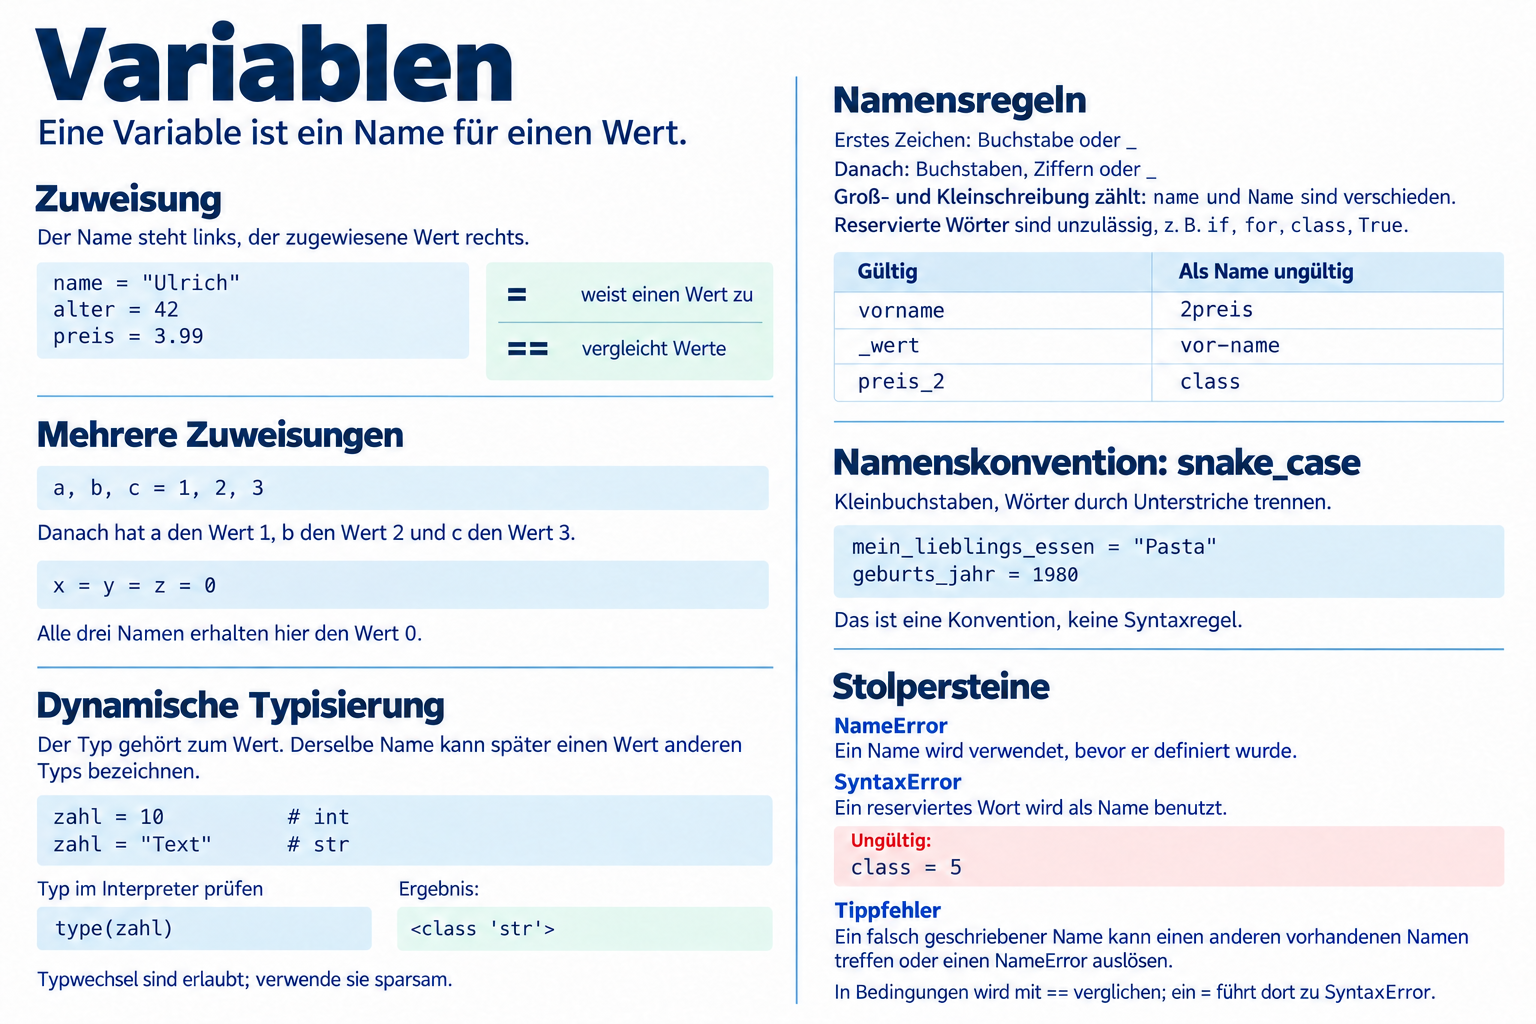 Variablen
Eine Variable ist ein Name für einen Wert.
Zuweisung
Der Name steht links, der zugewiesene Wert rechts.
name = "Ulrich"
alter = 42
preis = 3.99
= weist einen Wert zu
== vergleicht Werte
Mehrere Zuweisungen
a, b, c = 1, 2, 3
Danach hat a den Wert 1, b den Wert 2 und c den Wert 3.
x = y = z = 0
Alle drei Namen erhalten hier den Wert 0.
Dynamische Typisierung
Der Typ gehört zum Wert. Derselbe Name kann später einen Wert anderen
Typs bezeichnen.
zahl = 10 # int
zahl = "Text" # str
Typ im Interpreter prüfen
type(zahl)
Ergebnis:
<class 'str'>
Typwechsel sind erlaubt; verwende sie sparsam.
Namensregeln
Erstes Zeichen: Buchstabe oder _
Danach: Buchstaben, Ziffern oder _
Groß- und Kleinschreibung zählt: name und Name sind verschieden.
Reservierte Wörter sind unzulässig, z. B. if, for, class, True.
Gültig Als Name ungültig
vorname 2preis
_wert vor-name
preis_2 class
Namenskonvention: snake_case
Kleinbuchstaben, Wörter durch Unterstriche trennen.
mein_lieblings_essen = "Pasta"
geburts_jahr = 1980
Das ist eine Konvention, keine Syntaxregel.
Stolpersteine
NameError
Ein Name wird verwendet, bevor er definiert wurde.
SyntaxError
Ein reserviertes Wort wird als Name benutzt.
Ungültig:
class = 5
Tippfehler
Ein falsch geschriebener Name kann einen anderen vorhandenen Namen
treffen oder einen NameError auslösen.
In Bedingungen wird mit == verglichen; ein = führt dort zu SyntaxError.